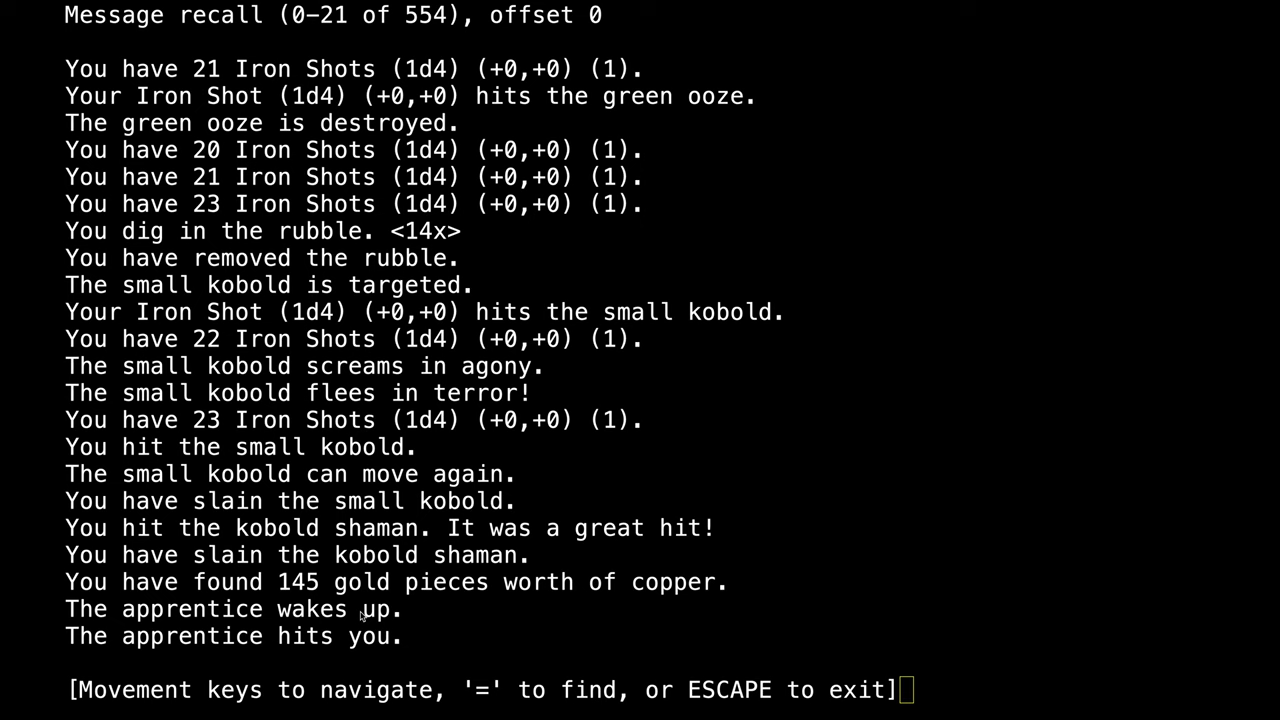 Message recall (0-21 of 554), offset 0
You have 21 Iron Shots (1d4) (+0,+0) (1).
Your Iron Shot (1d4) (+0,+0) hits the green ooze.
The green ooze is destroyed.
You have 20 Iron Shots (1d4) (+0,+0) (1).
You have 21 Iron Shots (1d4) (+0,+0) (1).
You have 23 Iron Shots (1d4) (+0,+0) (1).
You dig in the rubble. <14x>
You have removed the rubble.
The small kobold is targeted.
Your Iron Shot (1d4) (+0,+0) hits the small kobold.
You have 22 Iron Shots (1d4) (+0,+0) (1).
The small kobold screams in agony.
The small kobold flees in terror!
You have 23 Iron Shots (1d4) (+0,+0) (1).
You hit the small kobold.
The small kobold can move again.
You have slain the small kobold.
You hit the kobold shaman. It was a great hit!
You have slain the kobold shaman.
You have found 145 gold pieces worth of copper.
The apprentice wakes up.
The apprentice hits you.
[Movement keys to navigate, '=' to find, or ESCAPE to exit]